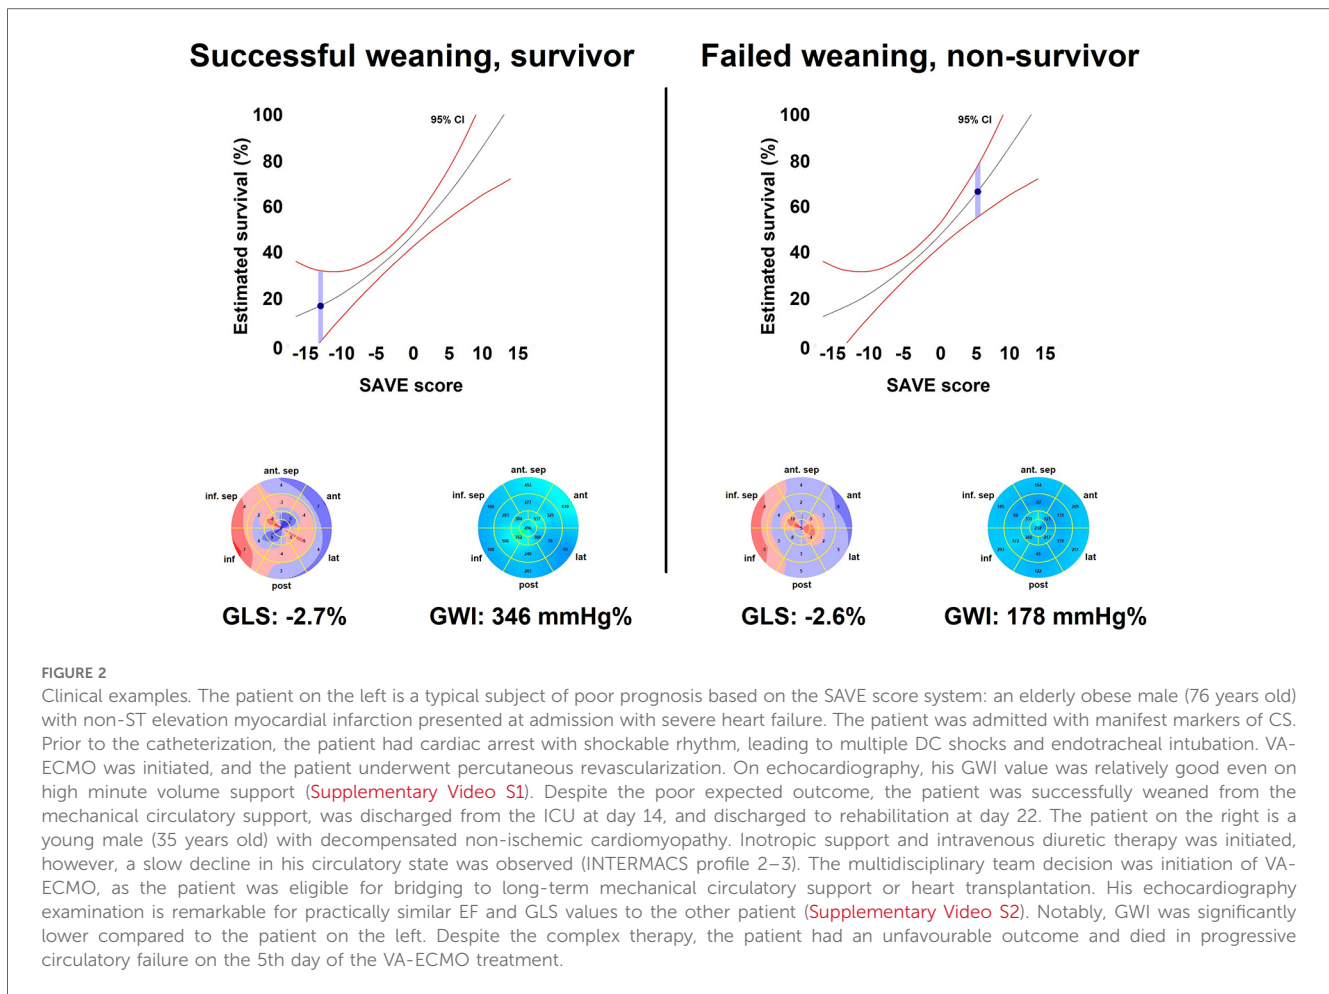 Successful weaning, survivor
Failed weaning, non-survivor
100
80
60
40
20
0
Estimated survival (%)
95% CI
-15 -10 -5 0 5 10 15
SAVE score
100
80
60
40
20
0
Estimated survival (%)
95% CI
-15 -10 -5 0 5 10 15
SAVE score
ant. sep
inf. sep
ant
inf
lat
post
GLS: -2.7%
ant. sep
ant
inf
lat
post
GWI: 346 mmHg%
ant. sep
inf. sep
ant
inf
lat
post
GLS: -2.6%
ant. sep
ant
inf
lat
post
GWI: 178 mmHg%
FIGURE 2
Clinical examples. The patient on the left is a typical subject of poor prognosis based on the SAVE score system: an elderly obese male (76 years old)
with non-ST elevation myocardial infarction presented at admission with severe heart failure. The patient was admitted with manifest markers of CS.
Prior to the catheterization, the patient had cardiac arrest with shockable rhythm, leading to multiple DC shocks and endotracheal intubation. VA-
ECMO was initiated, and the patient underwent percutaneous revascularization. On echocardiography, his GWI value was relatively good even on
high minute volume support (Supplementary Video S1). Despite the poor expected outcome, the patient was successfully weaned from the
mechanical circulatory support, was discharged from the ICU at day 14, and discharged to rehabilitation at day 22. The patient on the right is a
young male (35 years old) with decompensated non-ischemic cardiomyopathy. Inotropic support and intravenous diuretic therapy was initiated,
however, a slow decline in his circulatory state was observed (INTERMACS profile 2–3). The multidisciplinary team decision was initiation of VA-
ECMO, as the patient was eligible for bridging to long-term mechanical circulatory support or heart transplantation. His echocardiography
examination is remarkable for practically similar EF and GLS values to the other patient (Supplementary Video S2). Notably, GWI was significantly
lower compared to the patient on the left. Despite the complex therapy, the patient had an unfavourable outcome and died in progressive
circulatory failure on the 5th day of the VA-ECMO treatment.